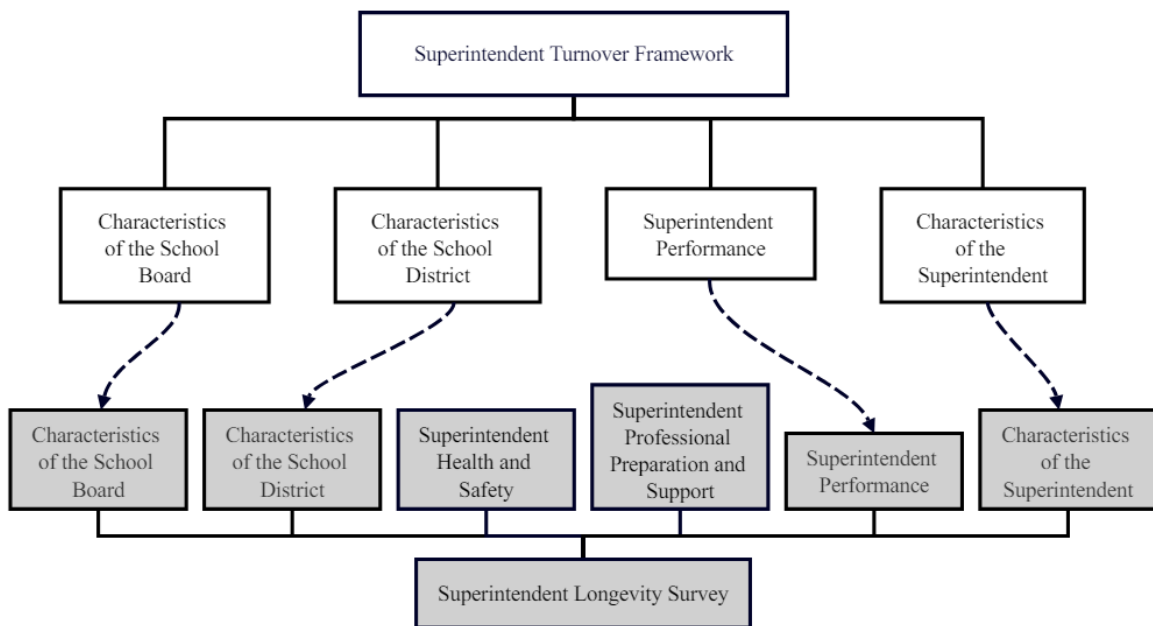 Superintendent Turnover Framework
Characteristics
of the School
Board
Characteristics
of the School
District
Superintendent
Performance
Characteristics
of the
Superintendent
Characteristics
of the School
Board
Characteristics
of the School
District
Superintendent
Health and
Safety
Superintendent
Professional
Preparation and
Support
Superintendent
Performance
Characteristics
of the
Superintendent
Superintendent Longevity Survey